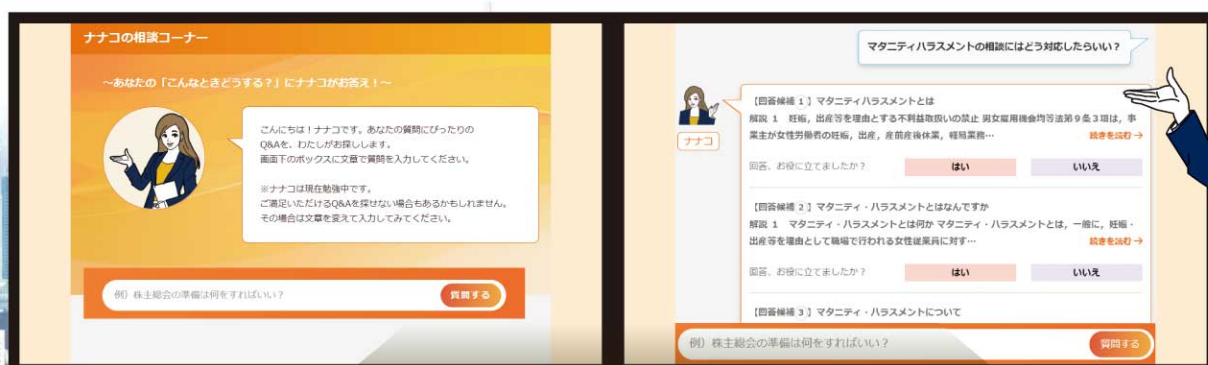 ナナコの相談コーナー
～あなたの「こんなときどうする?」にナナコがお答え!～
こんにちは!ナナコです。あなたの質問にぴったりの
Q&Aを、わたしがお探しします。
画面下のボックスに文章で質問を入力してください。
※ナナコは現在勉強中です。
ご満足いただけるQ&Aを探せない場合もあるかもしれません。
その場合は文章を変えて入力してみてください。
例) 株主総会の準備は何をすればいい?
質問する
マタニティハラスメントの相談にはどう対応したらいい?
ナナコ
【回答候補 1 】マタニティハラスメントとは
解説 1 妊娠，出産等を理由とする不利益取扱いの禁止 男女雇用機会均等法第９条３項は，事
業主が女性労働者の妊娠，出産，産前産後休業，軽易業務… 続きを読む →
回答、お役に立てましたか? はい いいえ
【回答候補 2 】マタニティ・ハラスメントとはなんですか
解説 1 マタニティ・ハラスメントとは何か マタニティ・ハラスメントとは，一般に，妊娠・
出産等を理由として職場で行われる女性従業員に対す… 続きを読む →
回答、お役に立てましたか? はい いいえ
【回答候補 3 】マタニティ・ハラスメントについて
例) 株主総会の準備は何をすればいい?
質問する